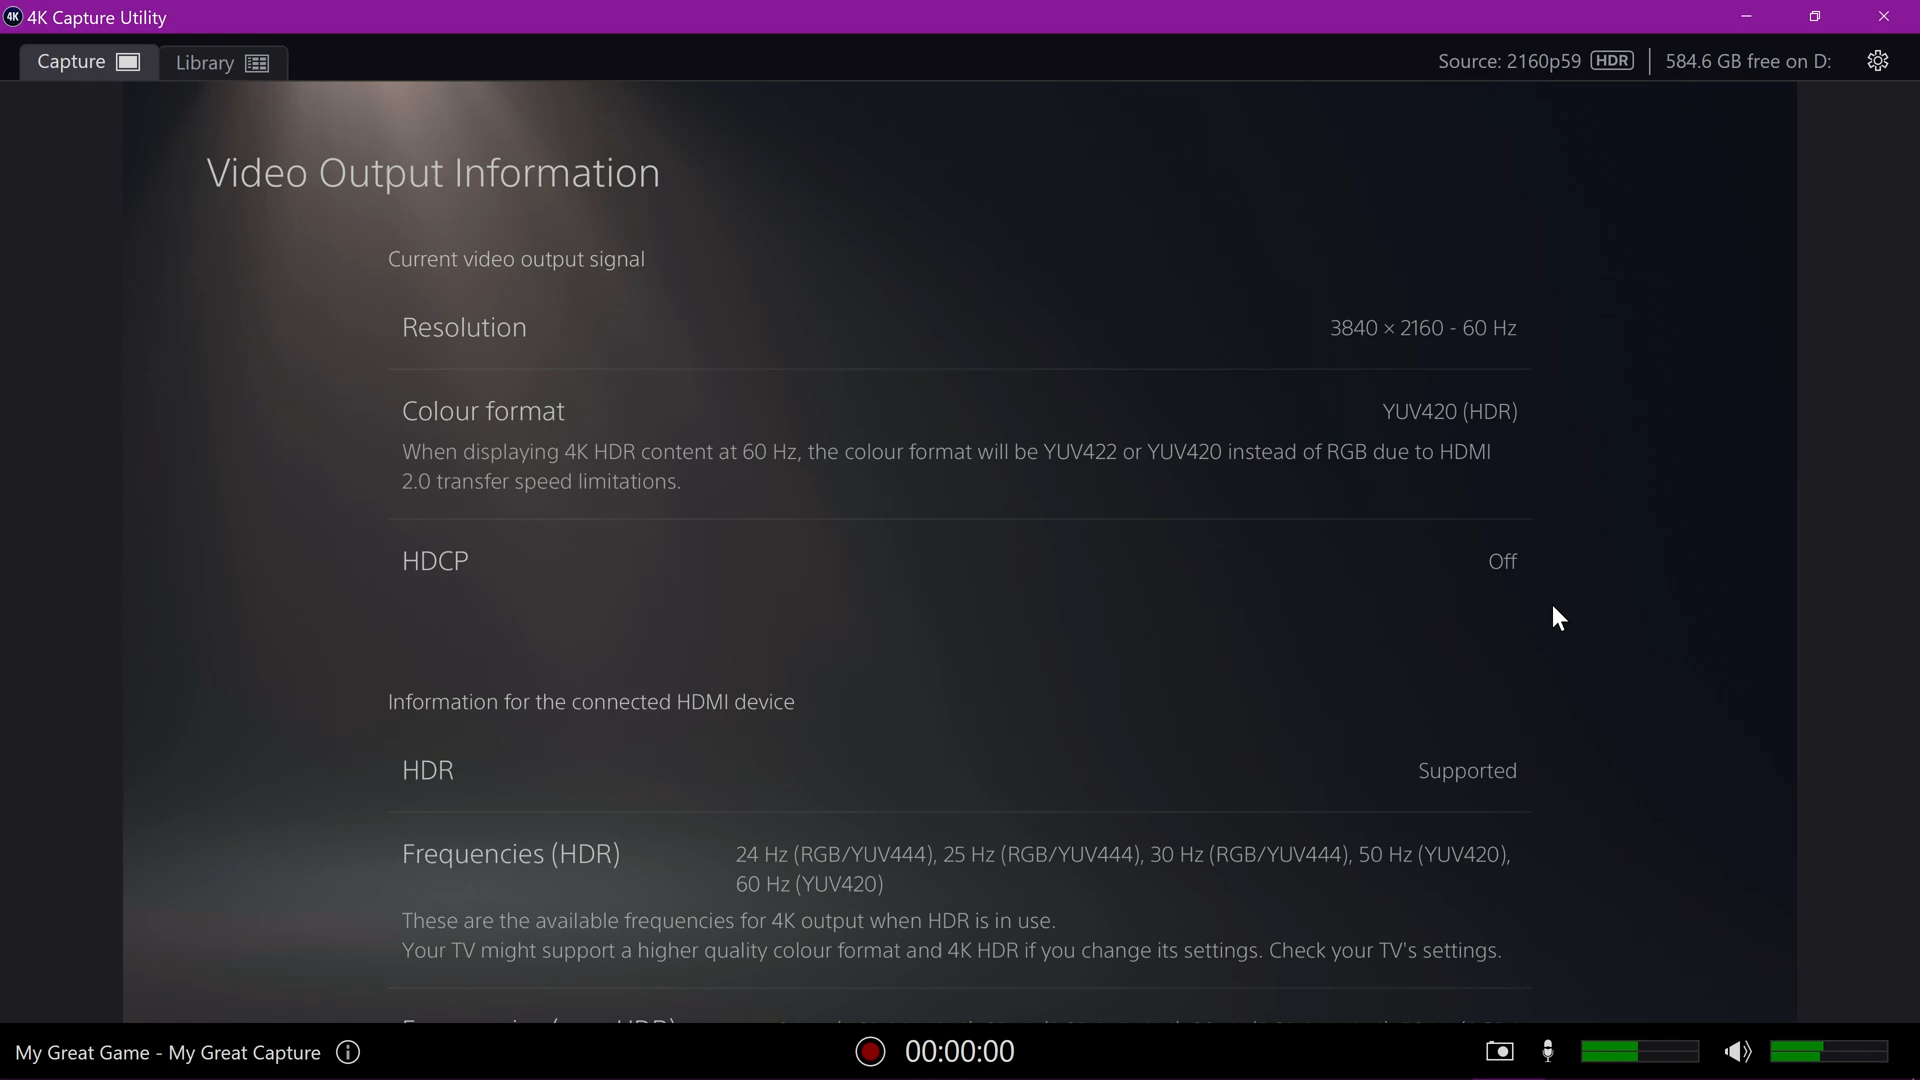 4K 4K Capture Utility
Capture Library Source: 2160p59 HDR 584.6 GB free on D:
Video Output Information
Current video output signal
Resolution 3840 × 2160 - 60 Hz
Colour format YUV420 (HDR)
When displaying 4K HDR content at 60 Hz, the colour format will be YUV422 or YUV420 instead of RGB due to HDMI
2.0 transfer speed limitations.
HDCP Off
Information for the connected HDMI device
HDR Supported
Frequencies (HDR) 24 Hz (RGB/YUV444), 25 Hz (RGB/YUV444), 30 Hz (RGB/YUV444), 50 Hz (YUV420),
60 Hz (YUV420)
These are the available frequencies for 4K output when HDR is in use.
Your TV might support a higher quality colour format and 4K HDR if you change its settings. Check your TV's settings.
My Great Game - My Great Capture 00:00:00